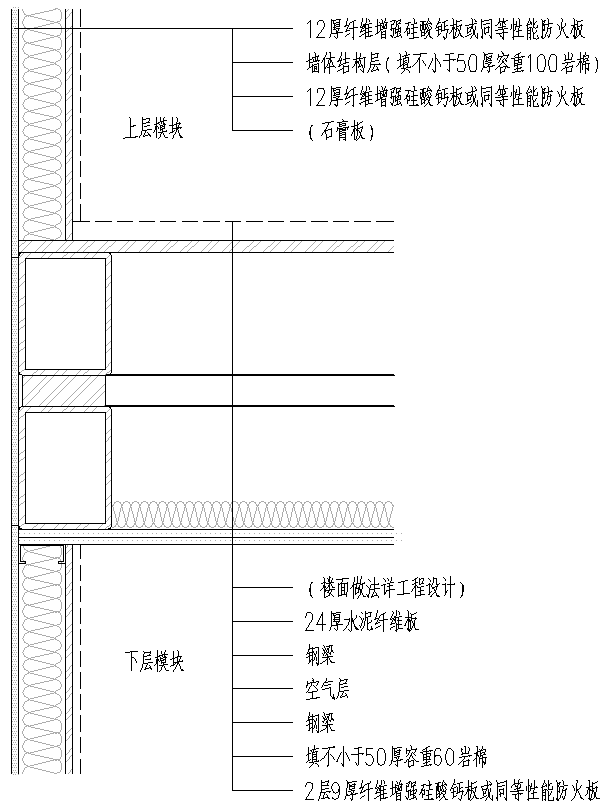 12厚纤维增强硅酸钙板或同等性能防火板
墙体结构层(填不小于50厚容重100岩棉)
12厚纤维增强硅酸钙板或同等性能防火板
(石膏板)
上层模块
(楼面做法详工程设计)
24厚水泥纤维板
钢梁
下层模块
空气层
钢梁
填不小于50厚容重60岩棉
2层9厚纤维增强硅酸钙板或同等性能防火板